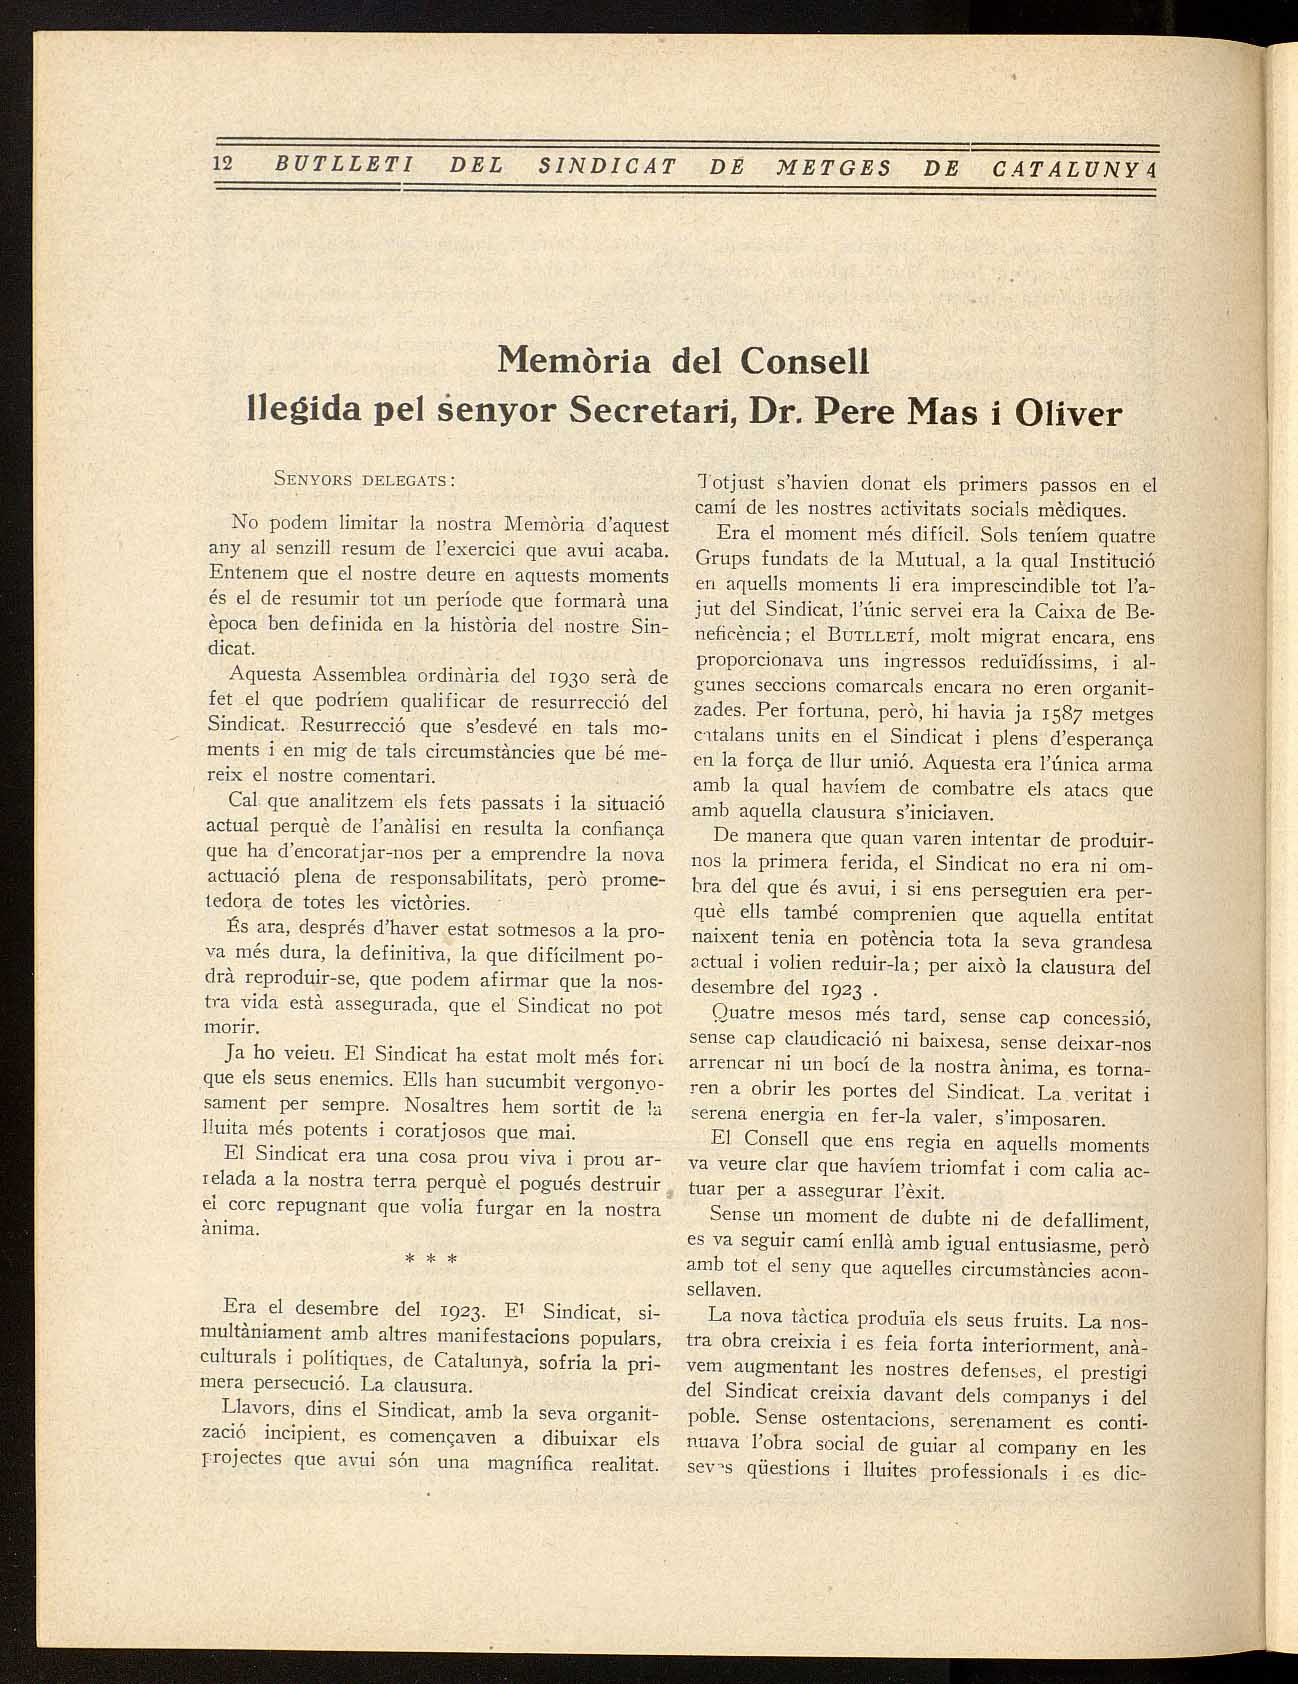 12 BUTLLETI DEL SINDICAT DE METGES DE CATALUNYA
Memòria del Consell
llegida pel senyor Secretari, Dr. Pere Mas i Oliver
SENYORS DELEGATS:
No podem limitar la nostra Memòria d'aquest
any al senzill resum de l'exercici que avui acaba.
Entenem que el nostre deure en aquests moments
és el de resumir tot un període que formarà una
època ben definida en la història del nostre Sin-
dicat.
Aquesta Assemblea ordinària del 1930 serà de
fet el que podríem qualificar de resurrecció del
Sindicat. Resurrecció que s'esdevé en tals mo-
ments i en mig de tals circumstàncies que bé me-
reix el nostre comentari.
Cal que analitzem els fets passats i la situació
actual perquè de l'anàlisi en resulta la confiança
que ha d'encoratjar-nos per a emprendre la nova
actuació plena de responsabilitats, però prome-
tedora de totes les victòries.
És ara, després d'haver estat sotmesos a la pro-
va més dura, la definitiva, la que difícilment po-
drà reproduir-se, que podem afirmar que la nos-
tra vida està assegurada, que el Sindicat no pot
morir.
Ja ho veieu. El Sindicat ha estat molt més fort
que els seus enemics. Ells han sucumbit vergonyo-
sament per sempre. Nosaltres hem sortit de la
lluita més potents i coratjosos que mai.
El Sindicat era una cosa prou viva i prou ar-
relada a la nostra terra perquè el pogués destruir
el corc repugnant que volia furgar en la nostra
ànima.
* * *
Era el desembre del 1923. El Sindicat, si-
multàniament amb altres manifestacions populars,
culturals i polítiques, de Catalunya, sofria la pri-
mera persecució. La clausura.
Llavors, dins el Sindicat, amb la seva organit-
zació incipient, es començaven a dibuixar els
projectes que avui són una magnífica realitat.
Totjust s'havien donat els primers passos en el
camí de les nostres activitats socials mèdiques.
Era el moment més difícil. Sols teníem quatre
Grups fundats de la Mutual, a la qual Institució
en aquells moments li era imprescindible tot l'a-
jut del Sindicat, l'únic servei era la Caixa de Be-
neficència; el BUTLLETÍ, molt migrat encara, ens
proporcionava uns ingressos reduïdíssims, i al-
gunes seccions comarcals encara no eren organit-
zades. Per fortuna, però, hi havia ja 1587 metges
catalans units en el Sindicat i plens d'esperança
en la força de llur unió. Aquesta era l'única arma
amb la qual havíem de combatre els atacs que
amb aquella clausura s'iniciaven.
De manera que quan varen intentar de produir-
nos la primera ferida, el Sindicat no era ni om-
bra del que és avui, i si ens perseguien era per-
què ells també comprenien que aquella entitat
naixent tenia en potència tota la seva grandesa
actual i volien reduir-la; per això la clausura del
desembre del 1923 .
Quatre mesos més tard, sense cap concessió,
sense cap claudicació ni baixesa, sense deixar-nos
arrencar ni un bocí de la nostra ànima, es torna-
ren a obrir les portes del Sindicat. La veritat i
serena energia en fer-la valer, s'imposaren.
El Consell que ens regia en aquells moments
va veure clar que havíem triomfat i com calia ac-
tuar per a assegurar l'èxit.
Sense un moment de dubte ni de defalliment,
es va seguir camí enllà amb igual entusiasme, però
amb tot el seny que aquelles circumstàncies acon-
sellaven.
La nova tàctica produïa els seus fruits. La nos-
tra obra creixia i es feia forta interiorment, anà-
vem augmentant les nostres defenses, el prestigi
del Sindicat creixia davant dels companys i del
poble. Sense ostentacions, serenament es conti-
nuava l'obra social de guiar al company en les
seves qüestions i lluites professionals i es dic-